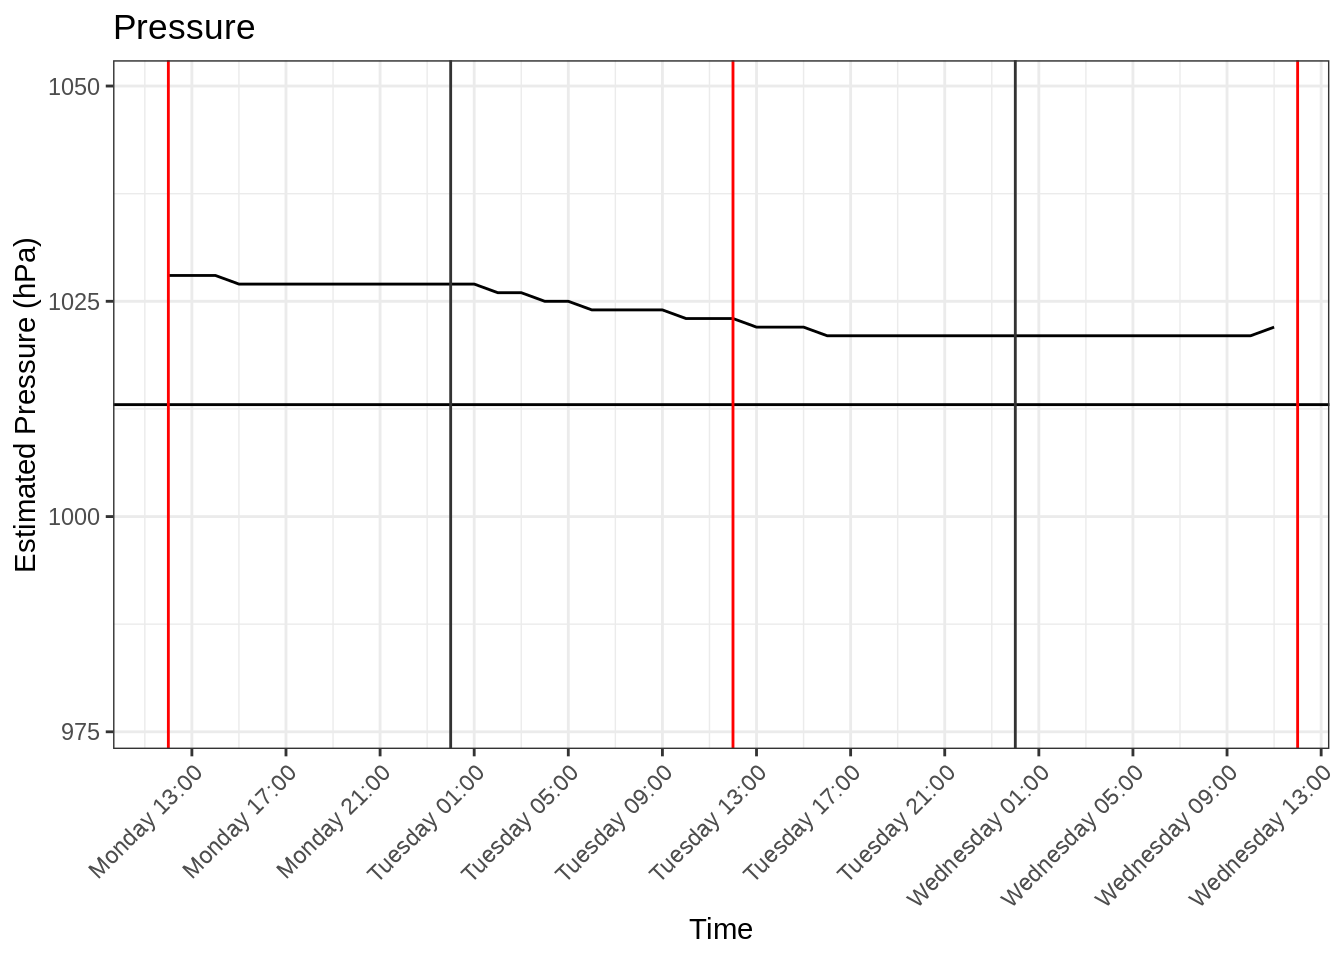 Pressure
1050
1025
1000
975
Estimated Pressure (hPa)
Monday 13:00
Monday 17:00
Monday 21:00
Tuesday 01:00
Tuesday 05:00
Tuesday 09:00
Tuesday 13:00
Tuesday 17:00
Tuesday 21:00
Wednesday 01:00
Wednesday 05:00
Wednesday 09:00
Wednesday 13:00
Time